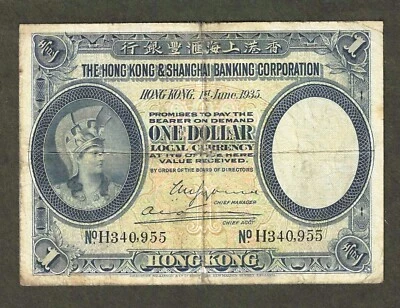 行銀豐滙海上港香
1 1
THE HONG KONG & SHANGHAI BANKING CORPORATION
HONG KONG, 1st June, 1935.
PROMISES TO PAY THE
BEARER ON DEMAND
ONE DOLLAR
LOCAL CURRENCY
AT ITS OFFICE HERE
VALUE RECEIVED.
BY ORDER OF THE BOARD OF DIRECTORS
CHIEF MANAGER
CHIEF ACCT.
No. H340,955 No. H340,955
1 HONG KONG 1